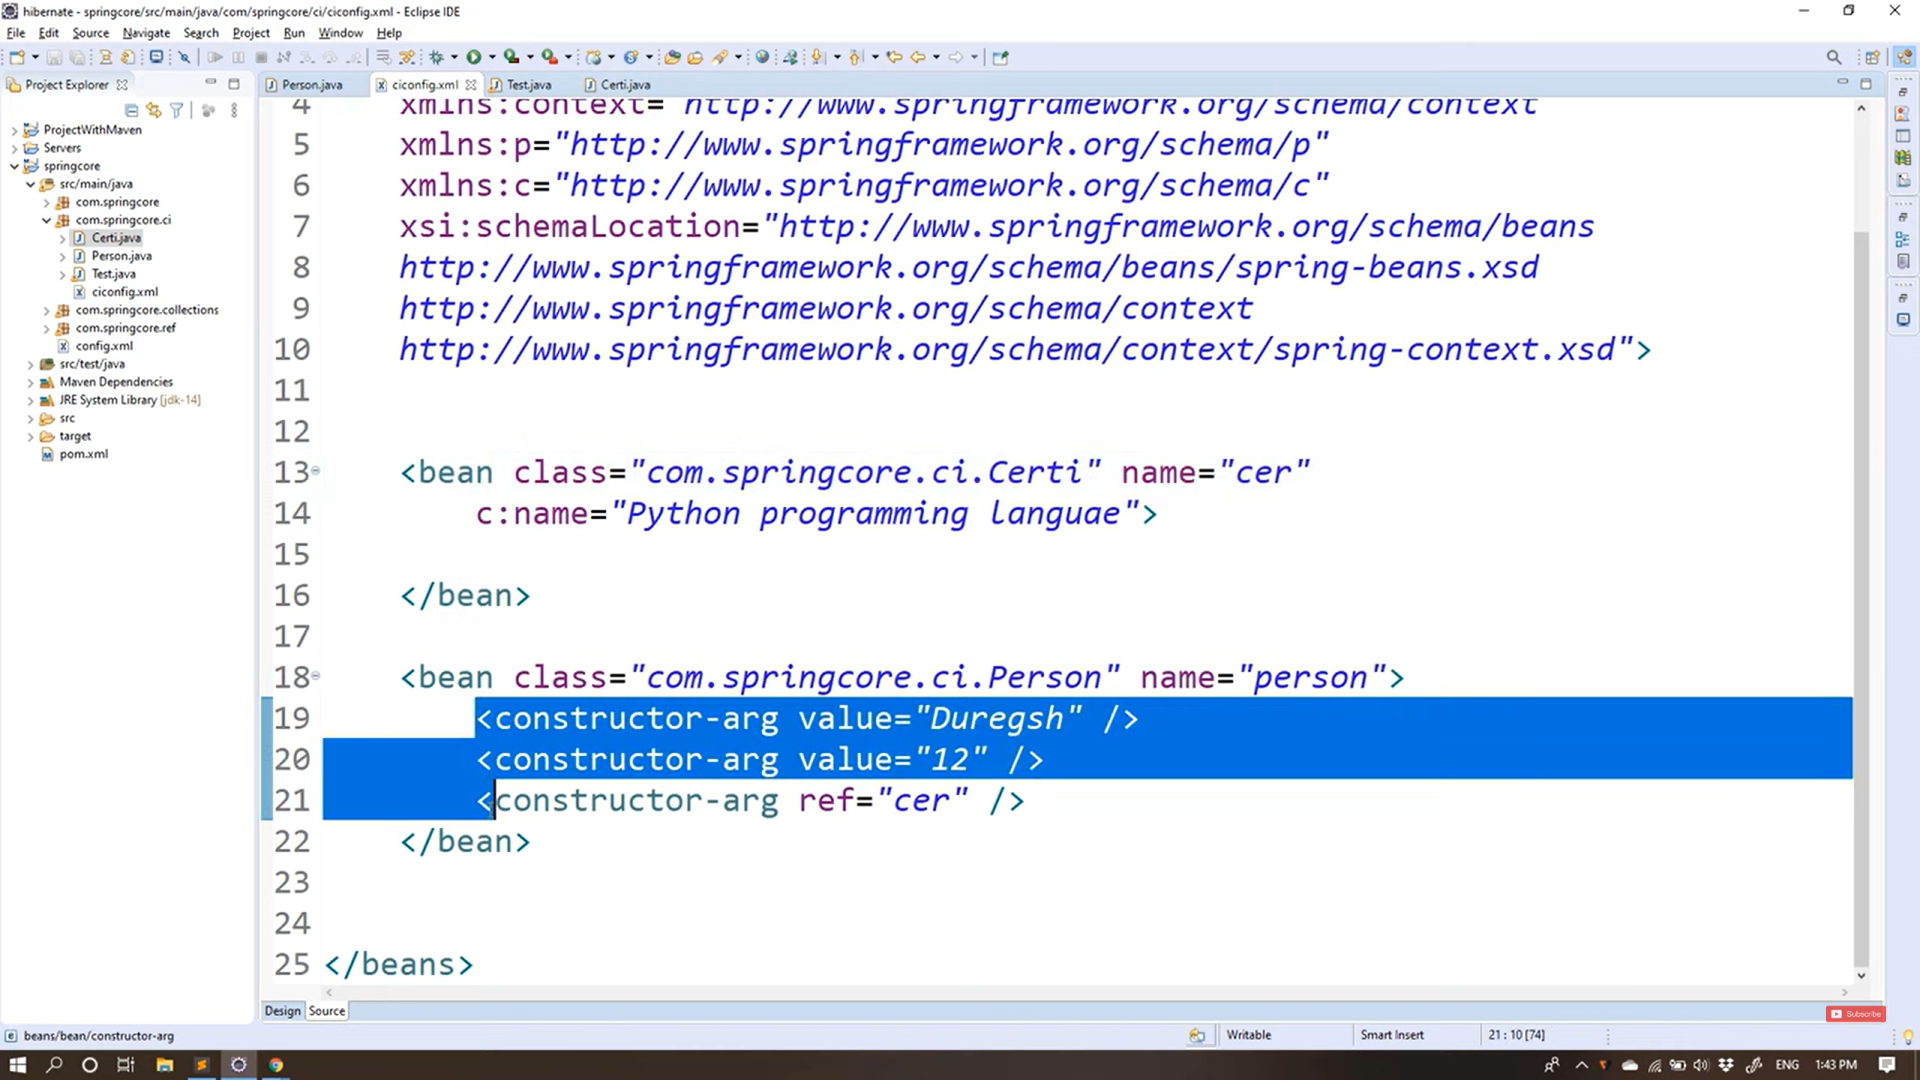 hibernate - springcore/src/main/java/com/springcore/ci/ciconfig.xml - Eclipse IDE
File Edit Source Navigate Search Project Run Window Help
Project Explorer
Person.java ciconfig.xml Test.java Certi.java
ProjectWithMaven
Servers
springcore
src/main/java
com.springcore
com.springcore.ci
Certi.java
Person.java
Test.java
ciconfig.xml
com.springcore.collections
com.springcore.ref
config.xml
src/test/java
Maven Dependencies
JRE System Library [jdk-14]
src
target
pom.xml
4 xmlns:context="http://www.springframework.org/schema/context
5 xmlns:p="http://www.springframework.org/schema/p"
6 xmlns:c="http://www.springframework.org/schema/c"
7 xsi:schemaLocation="http://www.springframework.org/schema/beans
8 http://www.springframework.org/schema/beans/spring-beans.xsd
9 http://www.springframework.org/schema/context
10 http://www.springframework.org/schema/context/spring-context.xsd">
11
12
13 <bean class="com.springcore.ci.Certi" name="cer"
14 c:name="Python programming languae">
15
16 </bean>
17
18 <bean class="com.springcore.ci.Person" name="person">
19 <constructor-arg value="Duregsh" />
20 <constructor-arg value="12" />
21 <constructor-arg ref="cer" />
22 </bean>
23
24
25 </beans>
Design Source
Subscribe
beans/bean/constructor-arg
Writable
Smart Insert
21 : 10 [74]
ENG
1:43 PM